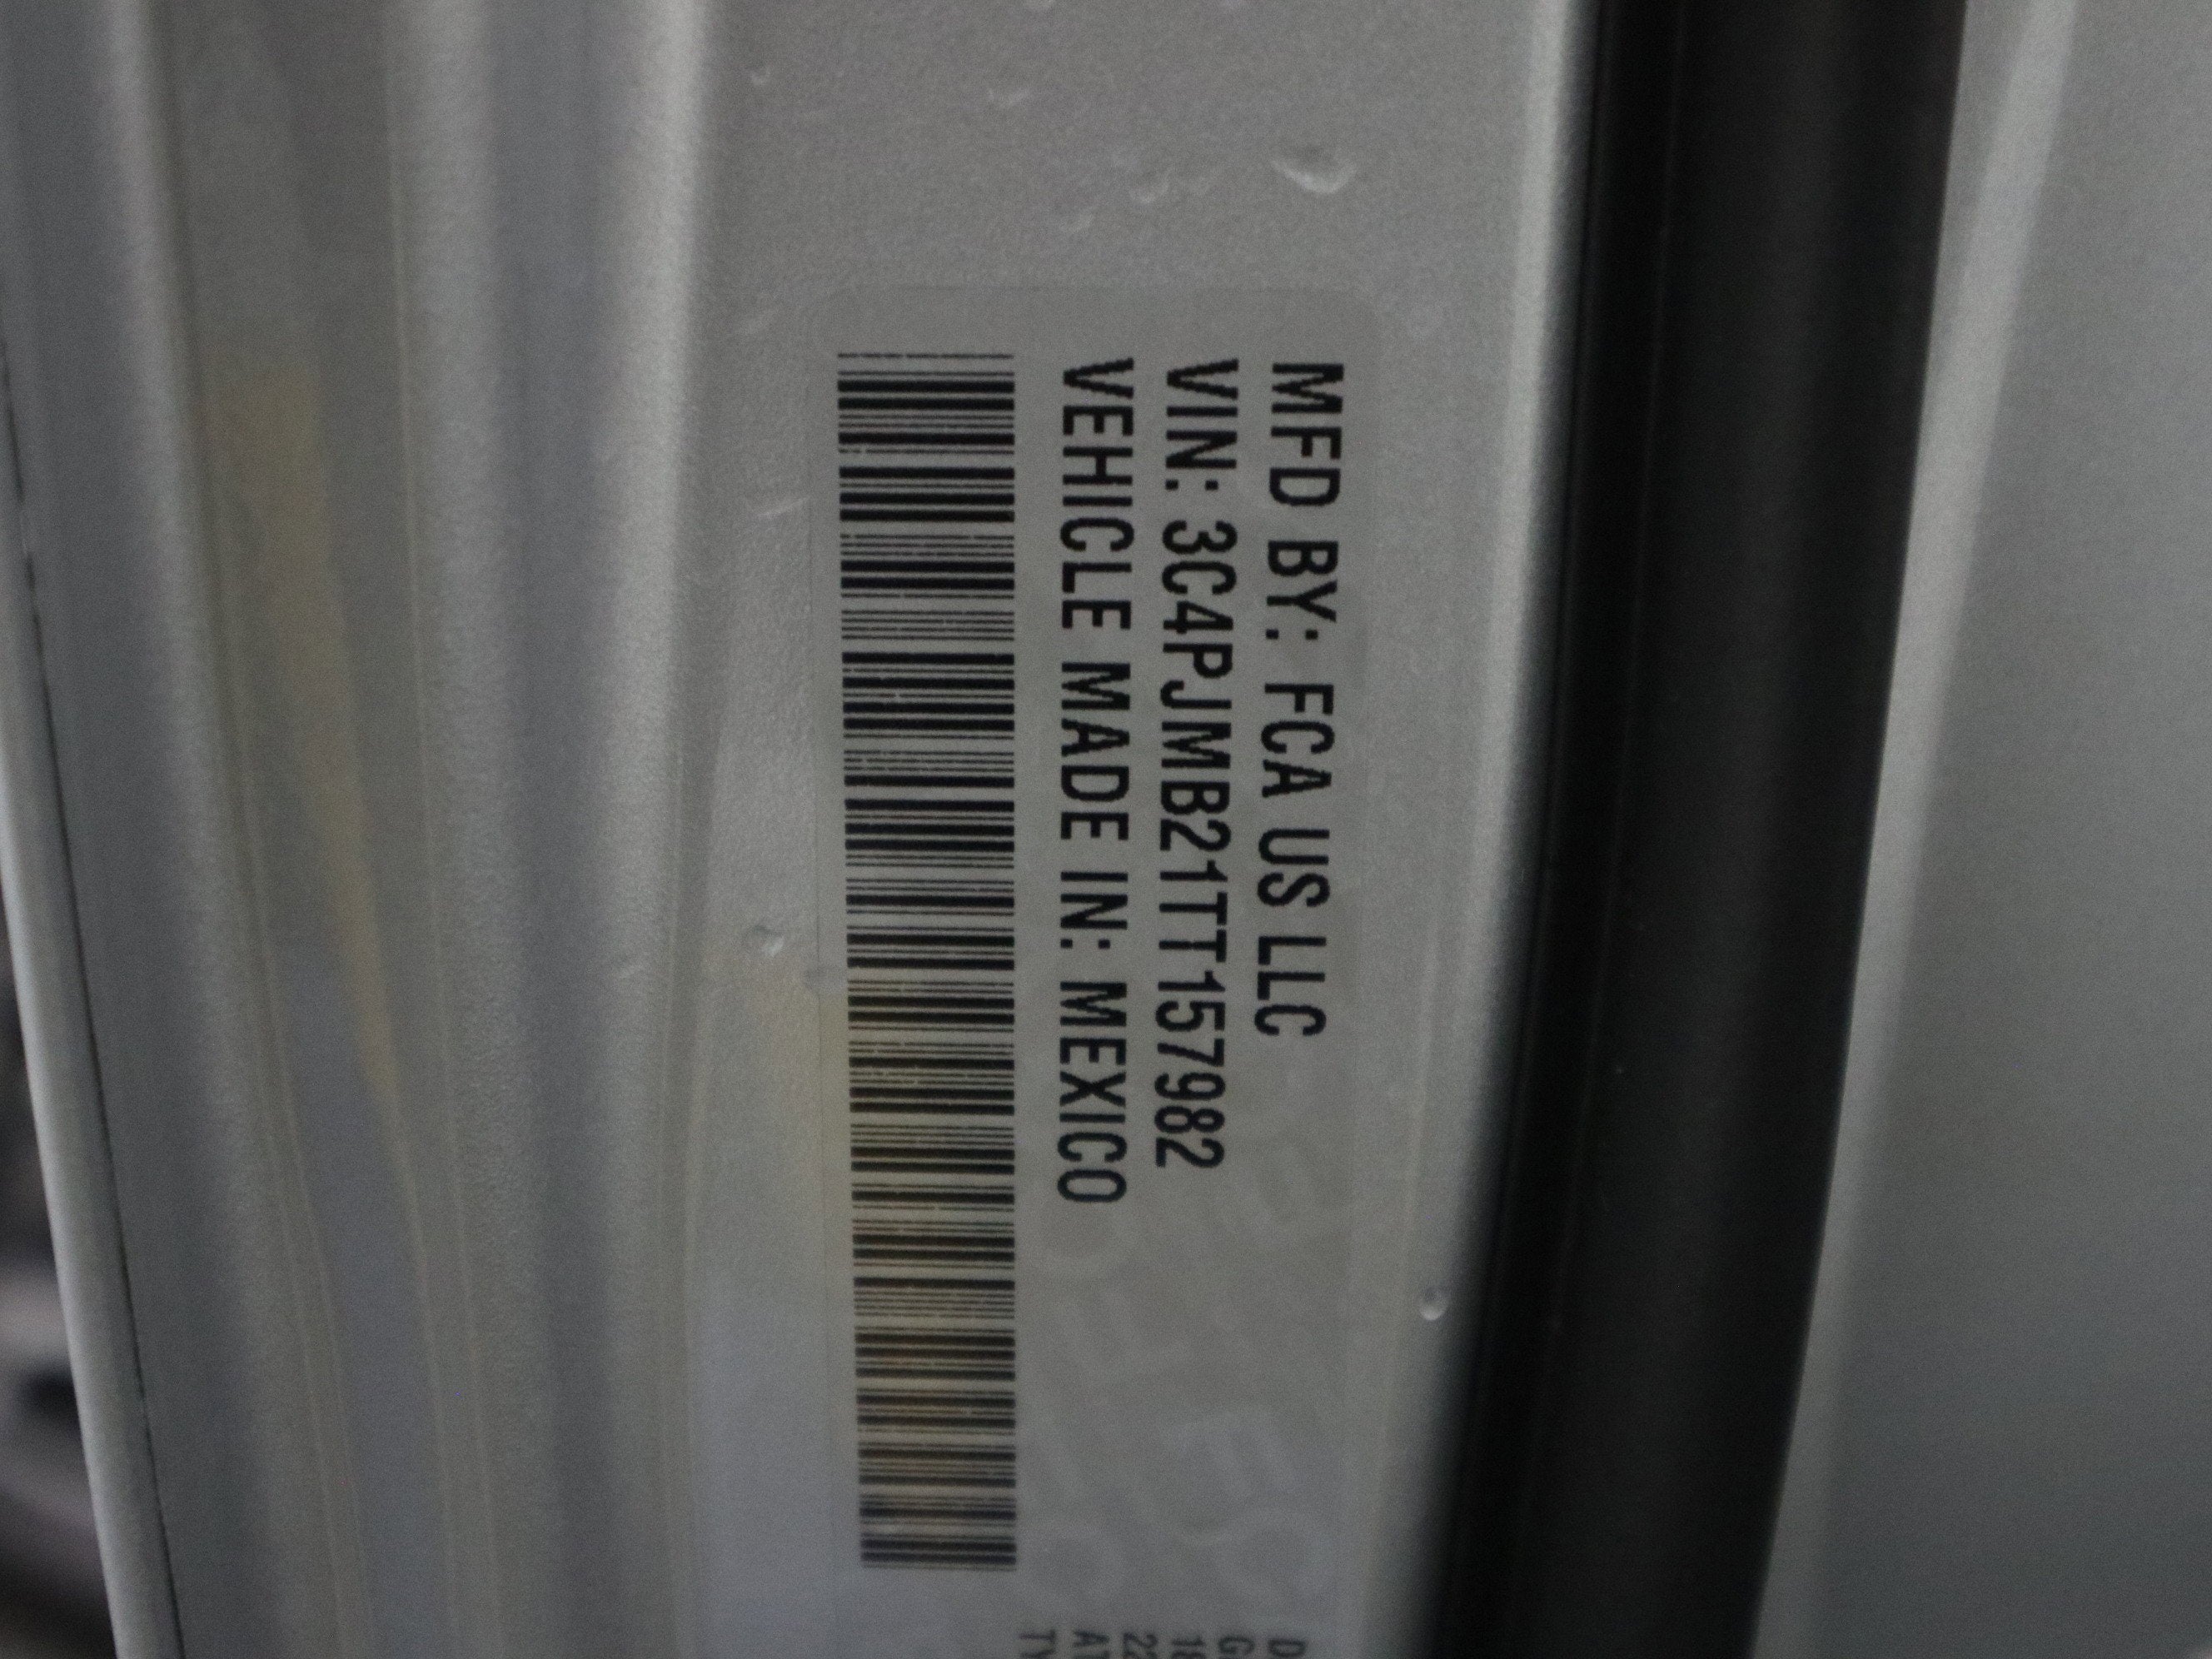 MFD BY: FCA US LLC
VIN: 3C4PJMB21TT157982
VEHICLE MADE IN: MEXICO